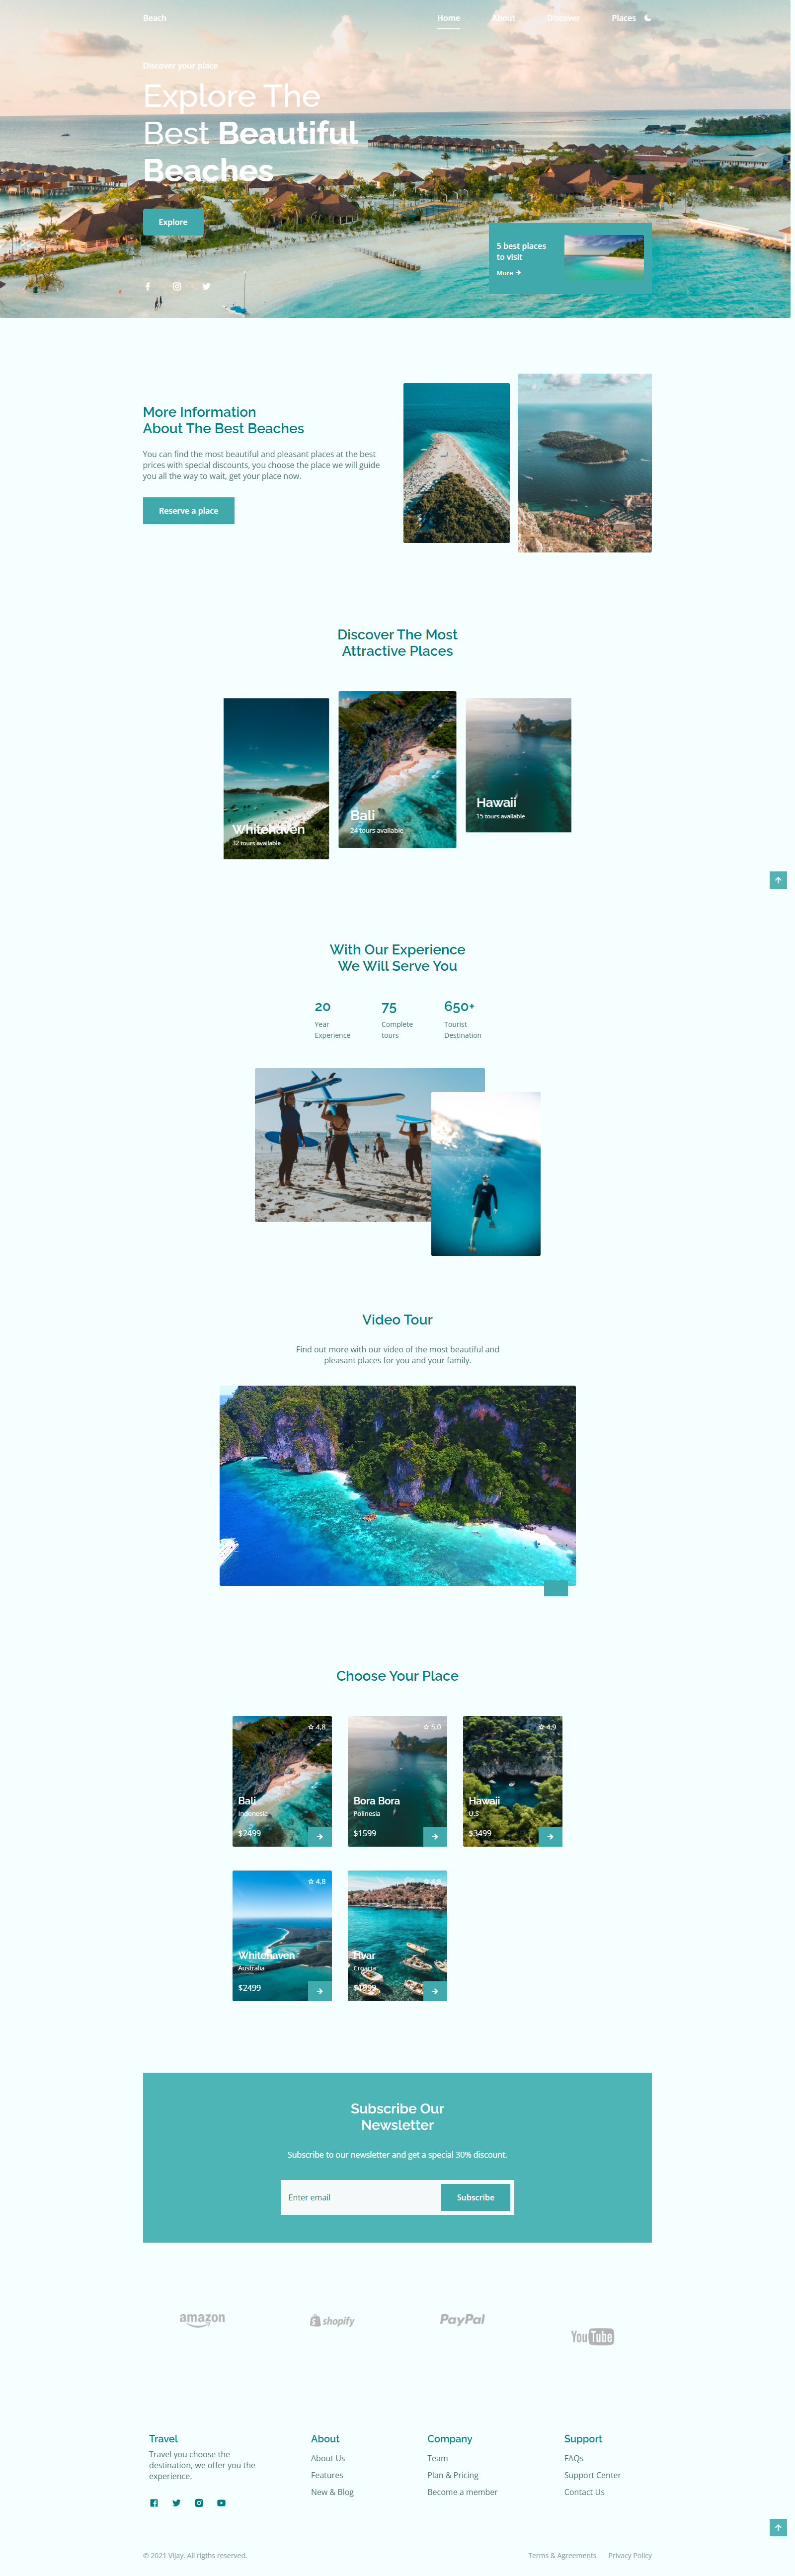 Beach
Home
About
Discover
Places
Discover your place
Explore The
Best Beautiful
Beaches
Explore
5 best places
to visit
More
More Information
About The Best Beaches
You can find the most beautiful and pleasant places at the best
prices with special discounts, you choose the place we will guide
you all the way to wait, get your place now.
Reserve a place
Discover The Most
Attractive Places
Whitehaven
32 tours available
Bali
24 tours available
Hawaii
15 tours available
With Our Experience
We Will Serve You
20
Year
Experience
75
Complete
tours
650+
Tourist
Destination
Video Tour
Find out more with our video of the most beautiful and
pleasant places for you and your family.
Choose Your Place
4,8
Bali
Indonesia
$2499
5,0
Bora Bora
Polinesia
$1599
4,9
Hawaii
U.S
$3499
4,8
Whitehaven
Australia
$2499
Hvar
Croacia
Subscribe Our
Newsletter
Subscribe to our newsletter and get a special 30% discount.
Enter email
Subscribe
amazon
shopify
PayPal
YouTube
Travel
Travel you choose the
destination, we offer you the
experience.
About
About Us
Features
New & Blog
Company
Team
Plan & Pricing
Become a member
Support
FAQs
Support Center
Contact Us
© 2021 Vijay. All rigths reserved.
Terms & Agreements
Privacy Policy